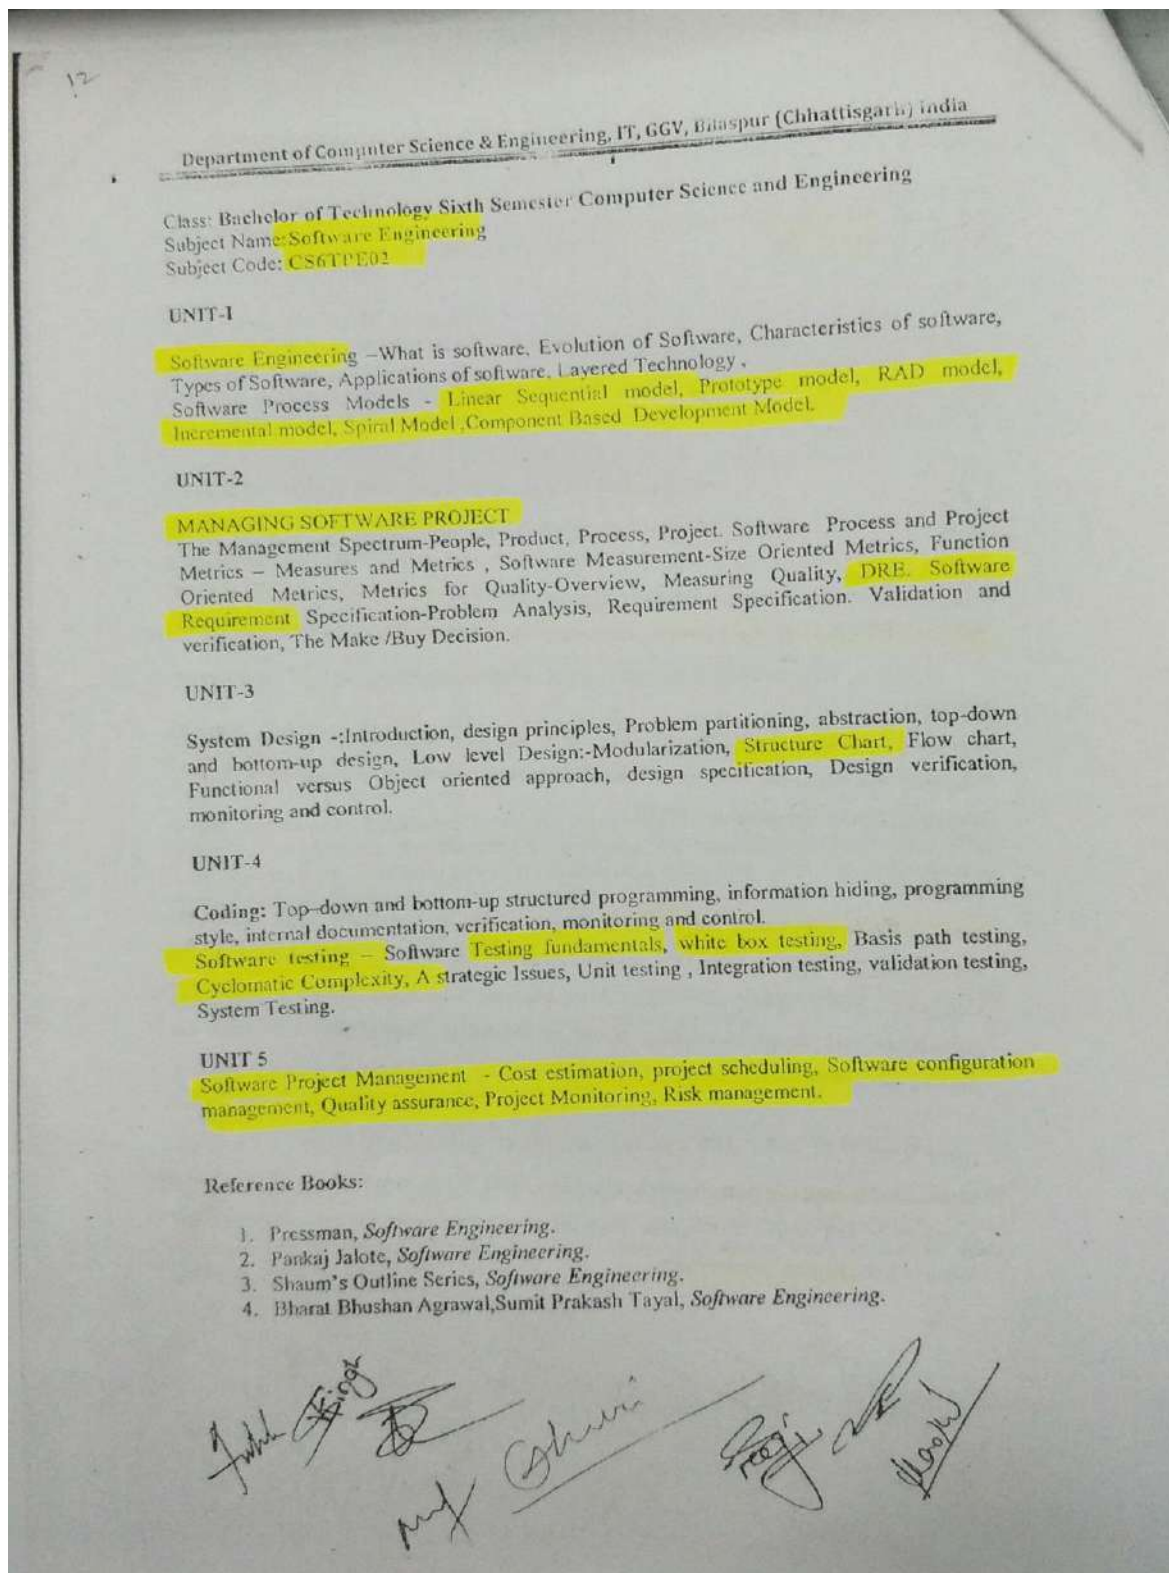 12
Department of Computer Science & Engineering, IT, GGV, Bilaspur (Chhattisgarh) India
Class: Bachelor of Technology Sixth Semester Computer Science and Engineering
Subject Name: Software Engineering
Subject Code: CS6TPE02
UNIT-I
Software Engineering –What is software, Evolution of Software, Characteristics of software,
Types of Software, Applications of software, Layered Technology .
Software Process Models - Linear Sequential model, Prototype model, RAD model,
Incremental model, Spiral Model ,Component Based Development Model.
UNIT-2
MANAGING SOFTWARE PROJECT
The Management Spectrum-People, Product, Process, Project. Software Process and Project
Metrics – Measures and Metrics , Software Measurement-Size Oriented Metrics, Function
Oriented Metrics, Metrics for Quality-Overview, Measuring Quality, DRE. Software
Requirement Specification-Problem Analysis, Requirement Specification. Validation and
verification, The Make /Buy Decision.
UNIT-3
System Design -:Introduction, design principles, Problem partitioning, abstraction, top-down
and bottom-up design, Low level Design:-Modularization, Structure Chart, Flow chart,
Functional versus Object oriented approach, design specification, Design verification,
monitoring and control.
UNIT-4
Coding: Top–down and bottom-up structured programming, information hiding, programming
style, internal documentation, verification, monitoring and control.
Software testing – Software Testing fundamentals, white box testing, Basis path testing,
Cyclomatic Complexity, A strategic Issues, Unit testing , Integration testing, validation testing,
System Testing.
UNIT 5
Software Project Management - Cost estimation, project scheduling, Software configuration
management, Quality assurance, Project Monitoring, Risk management.
Reference Books:
1. Pressman, Software Engineering.
2. Pankaj Jalote, Software Engineering.
3. Shaum's Outline Series, Software Engineering.
4. Bharat Bhushan Agrawal,Sumit Prakash Tayal, Software Engineering.